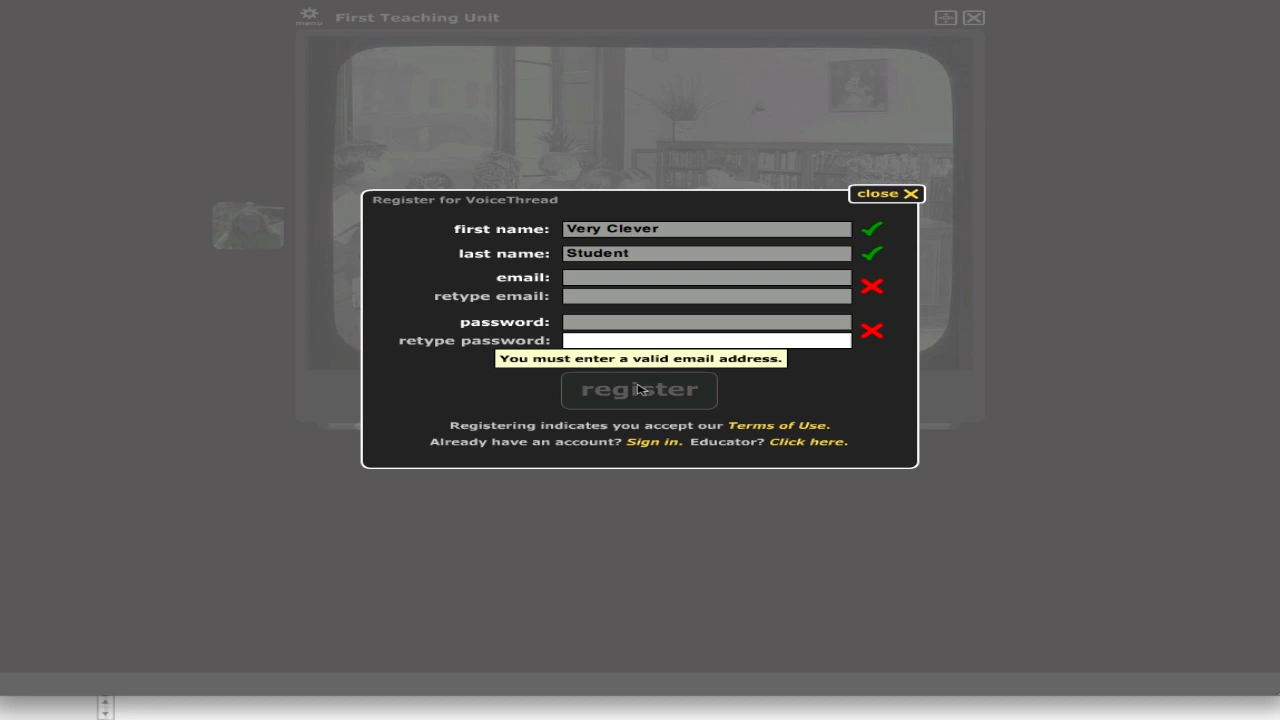 menu First Teaching Unit
close
Register for VoiceThread
first name: Very Clever
last name: Student
email:
retype email:
password:
retype password:
You must enter a valid email address.
register
Registering indicates you accept our Terms of Use.
Already have an account? Sign in. Educator? Click here.